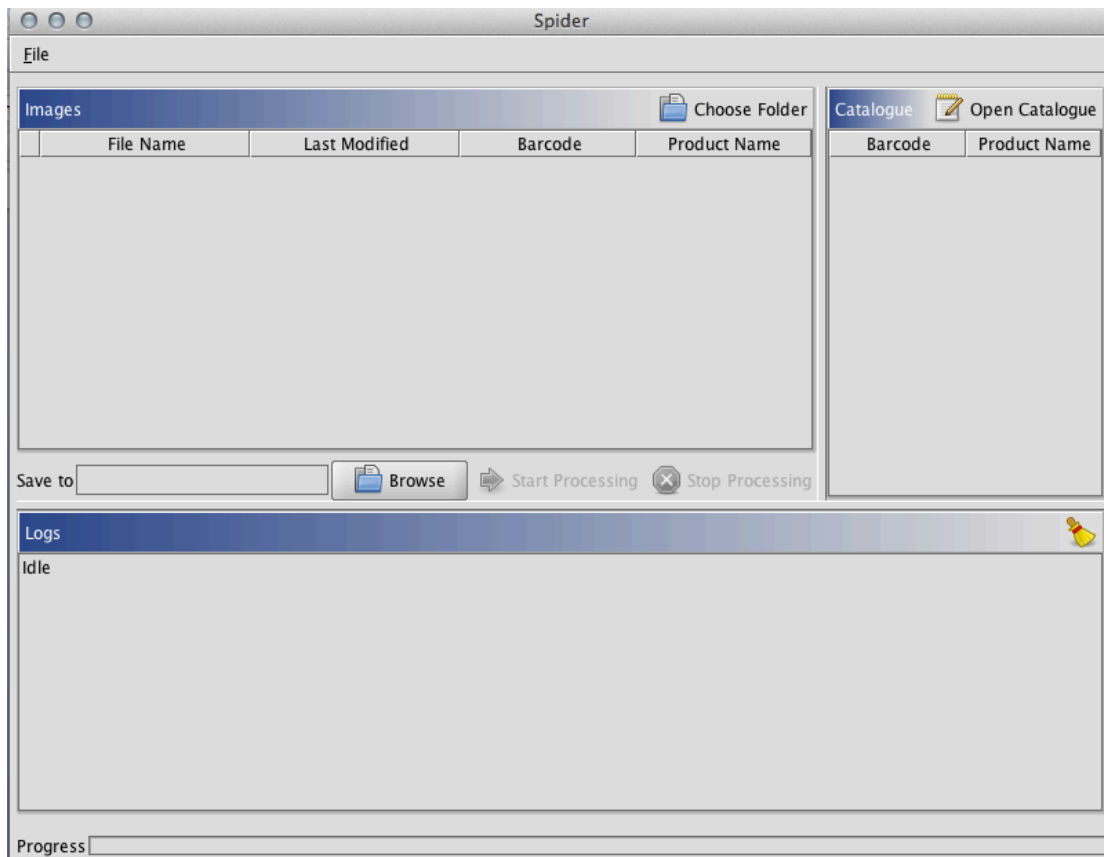 Spider
File
Images Choose Folder
File Name Last Modified Barcode Product Name
Catalogue Open Catalogue
Barcode Product Name
Save to Browse Start Processing Stop Processing
Logs
Idle
Progress